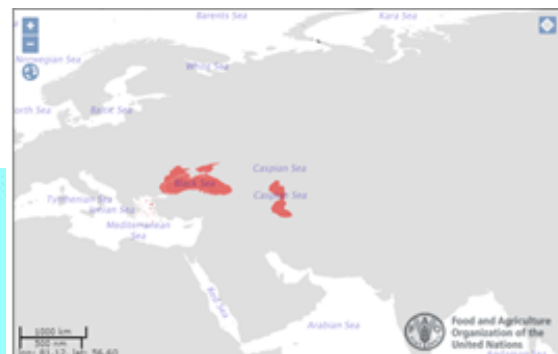 Barents Sea
Kara Sea
+
Norwegian Sea
White Sea
−
North Sea
Baltic Sea
Caspian Sea
Black Sea
Caspian Sea
Tyrrhenian Sea
Ionian Sea
Mediterranean
Sea
Red Sea
Arabian Sea
1000 km
500 nm
Food and Agriculture
Organization of the
United Nations